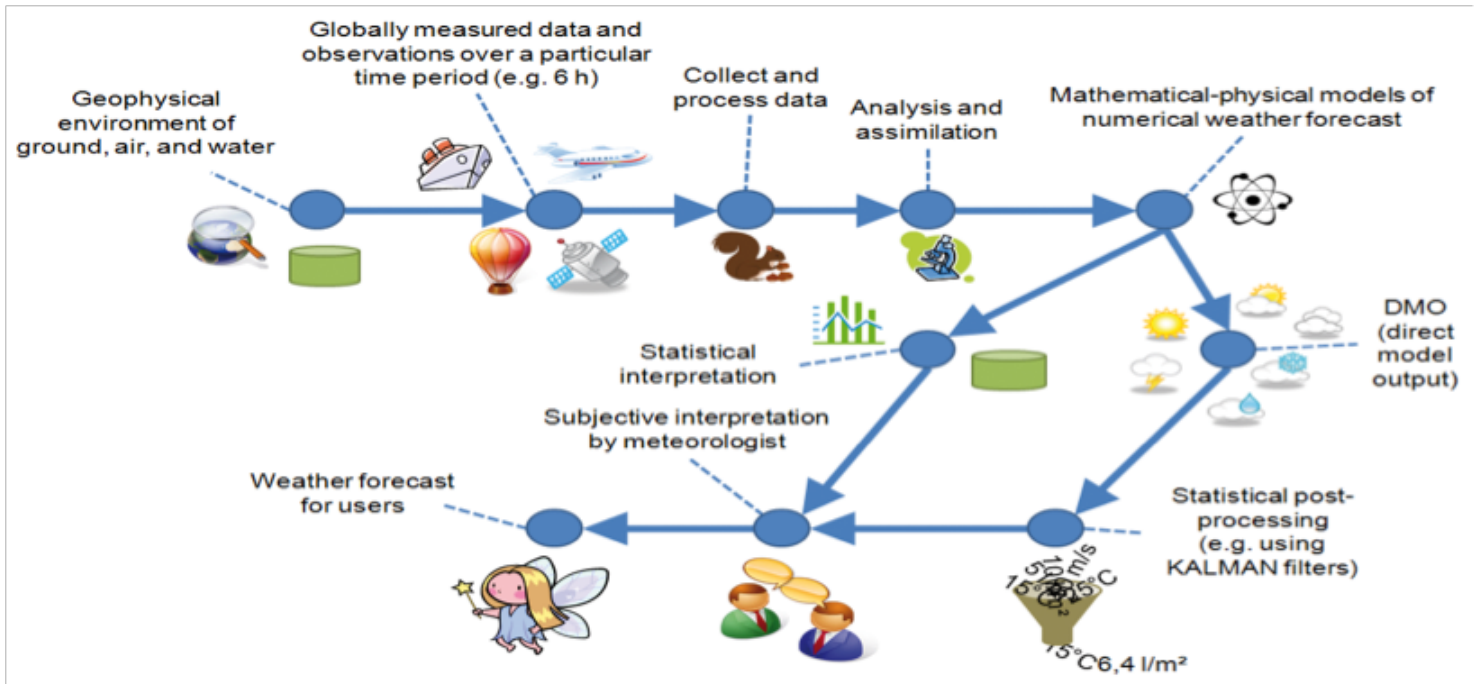 Globally measured data and
observations over a particular
time period (e.g. 6 h)
Geophysical
environment of
ground, air, and water
Collect and
process data
Analysis and
assimilation
Mathematical-physical models of
numerical weather forecast
DMO
(direct
model
output)
Statistical
interpretation
Subjective interpretation
by meteorologist
Weather forecast
for users
Statistical post-
processing
(e.g. using
KALMAN filters)
m/s
15°C
6,4 l/m²